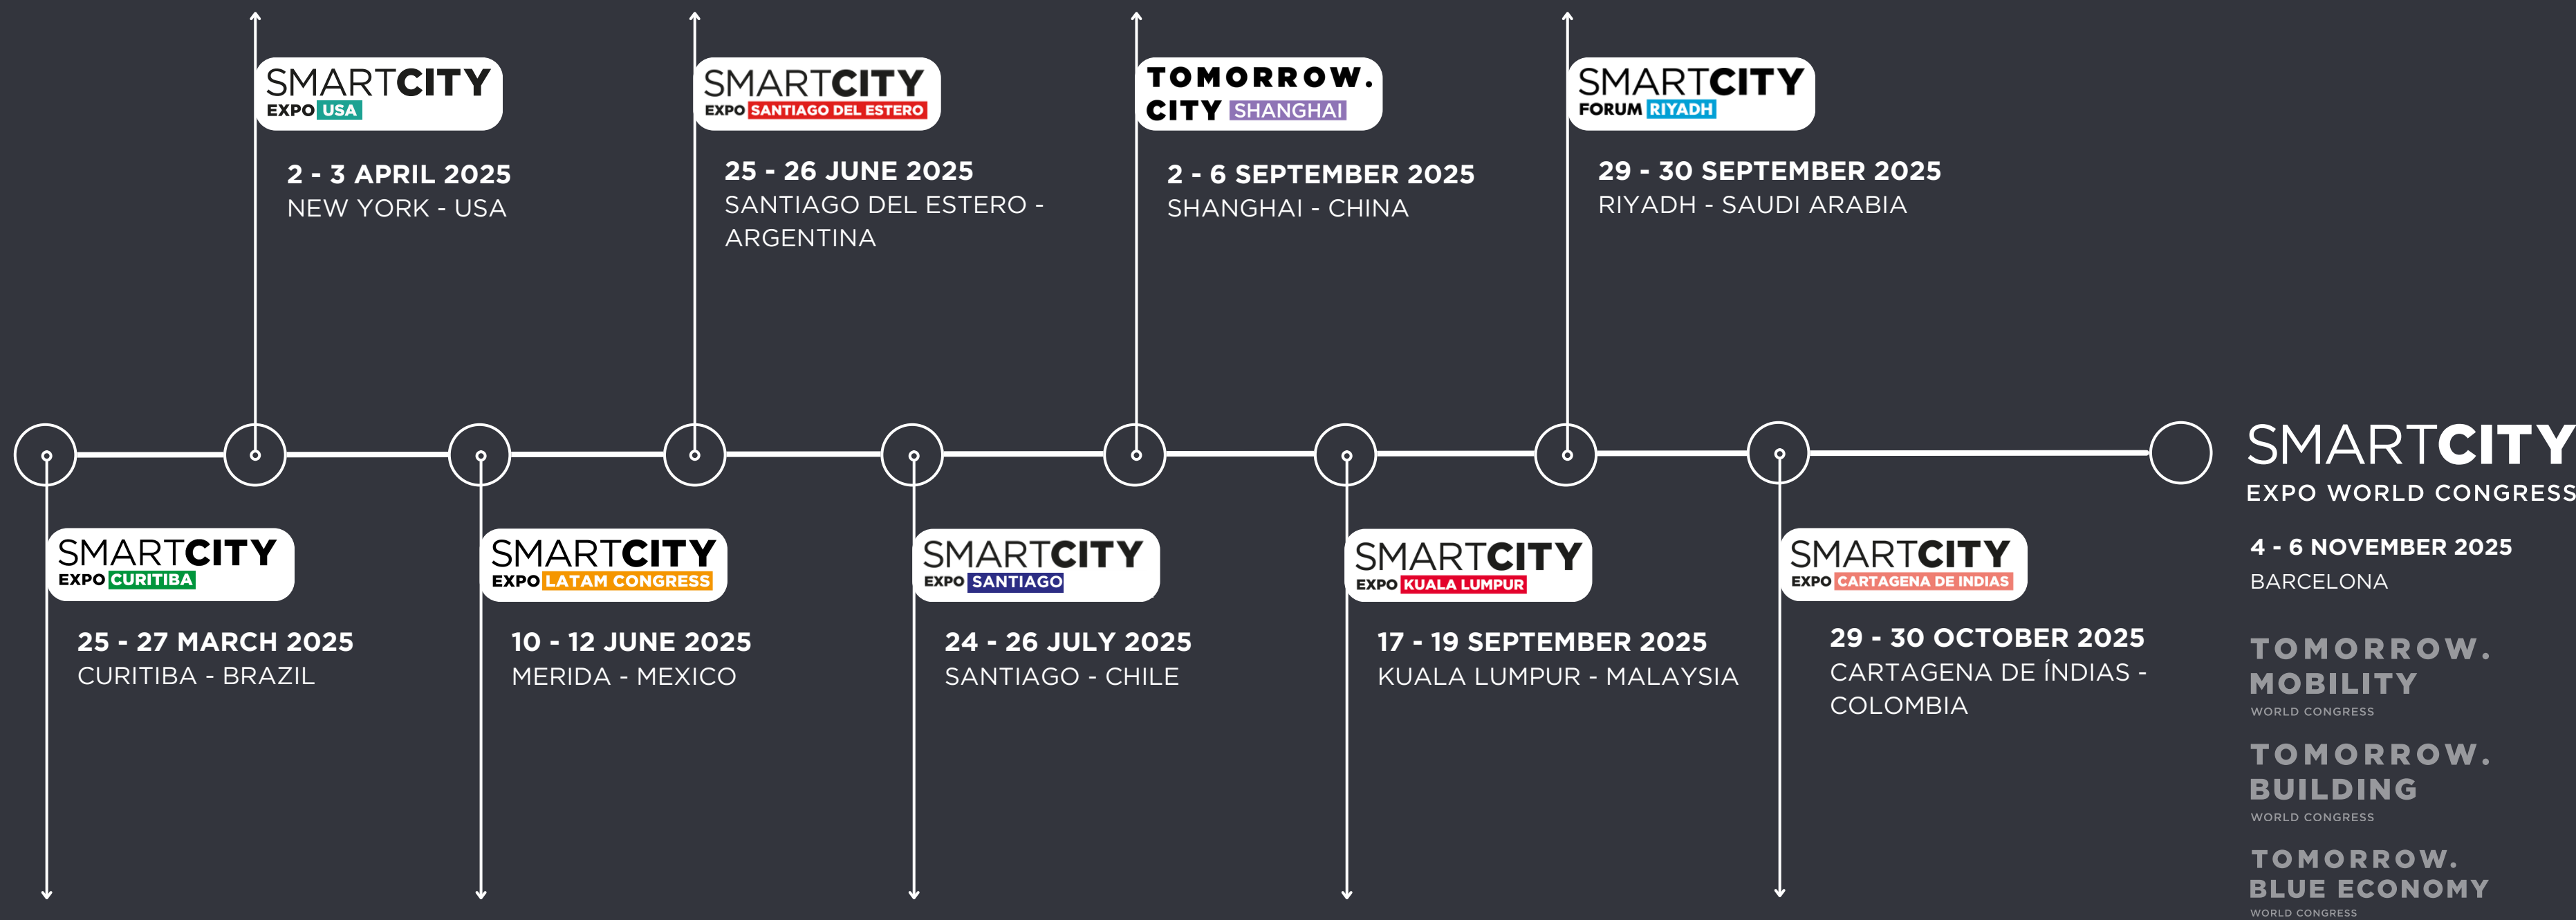 SMARTCITY
EXPO USA
2 - 3 APRIL 2025
NEW YORK - USA
SMARTCITY
EXPO SANTIAGO DEL ESTERO
25 - 26 JUNE 2025
SANTIAGO DEL ESTERO -
ARGENTINA
TOMORROW.
CITY SHANGHAI
2 - 6 SEPTEMBER 2025
SHANGHAI - CHINA
SMARTCITY
FORUM RIYADH
29 - 30 SEPTEMBER 2025
RIYADH - SAUDI ARABIA
SMARTCITY
EXPO CURITIBA
25 - 27 MARCH 2025
CURITIBA - BRAZIL
SMARTCITY
EXPO LATAM CONGRESS
10 - 12 JUNE 2025
MERIDA - MEXICO
SMARTCITY
EXPO SANTIAGO
24 - 26 JULY 2025
SANTIAGO - CHILE
SMARTCITY
EXPO KUALA LUMPUR
17 - 19 SEPTEMBER 2025
KUALA LUMPUR - MALAYSIA
SMARTCITY
EXPO CARTAGENA DE INDIAS
29 - 30 OCTOBER 2025
CARTAGENA DE ÍNDIAS -
COLOMBIA
SMARTCITY
EXPO WORLD CONGRESS
4 - 6 NOVEMBER 2025
BARCELONA
TOMORROW.
MOBILITY
WORLD CONGRESS
TOMORROW.
BUILDING
WORLD CONGRESS
TOMORROW.
BLUE ECONOMY
WORLD CONGRESS